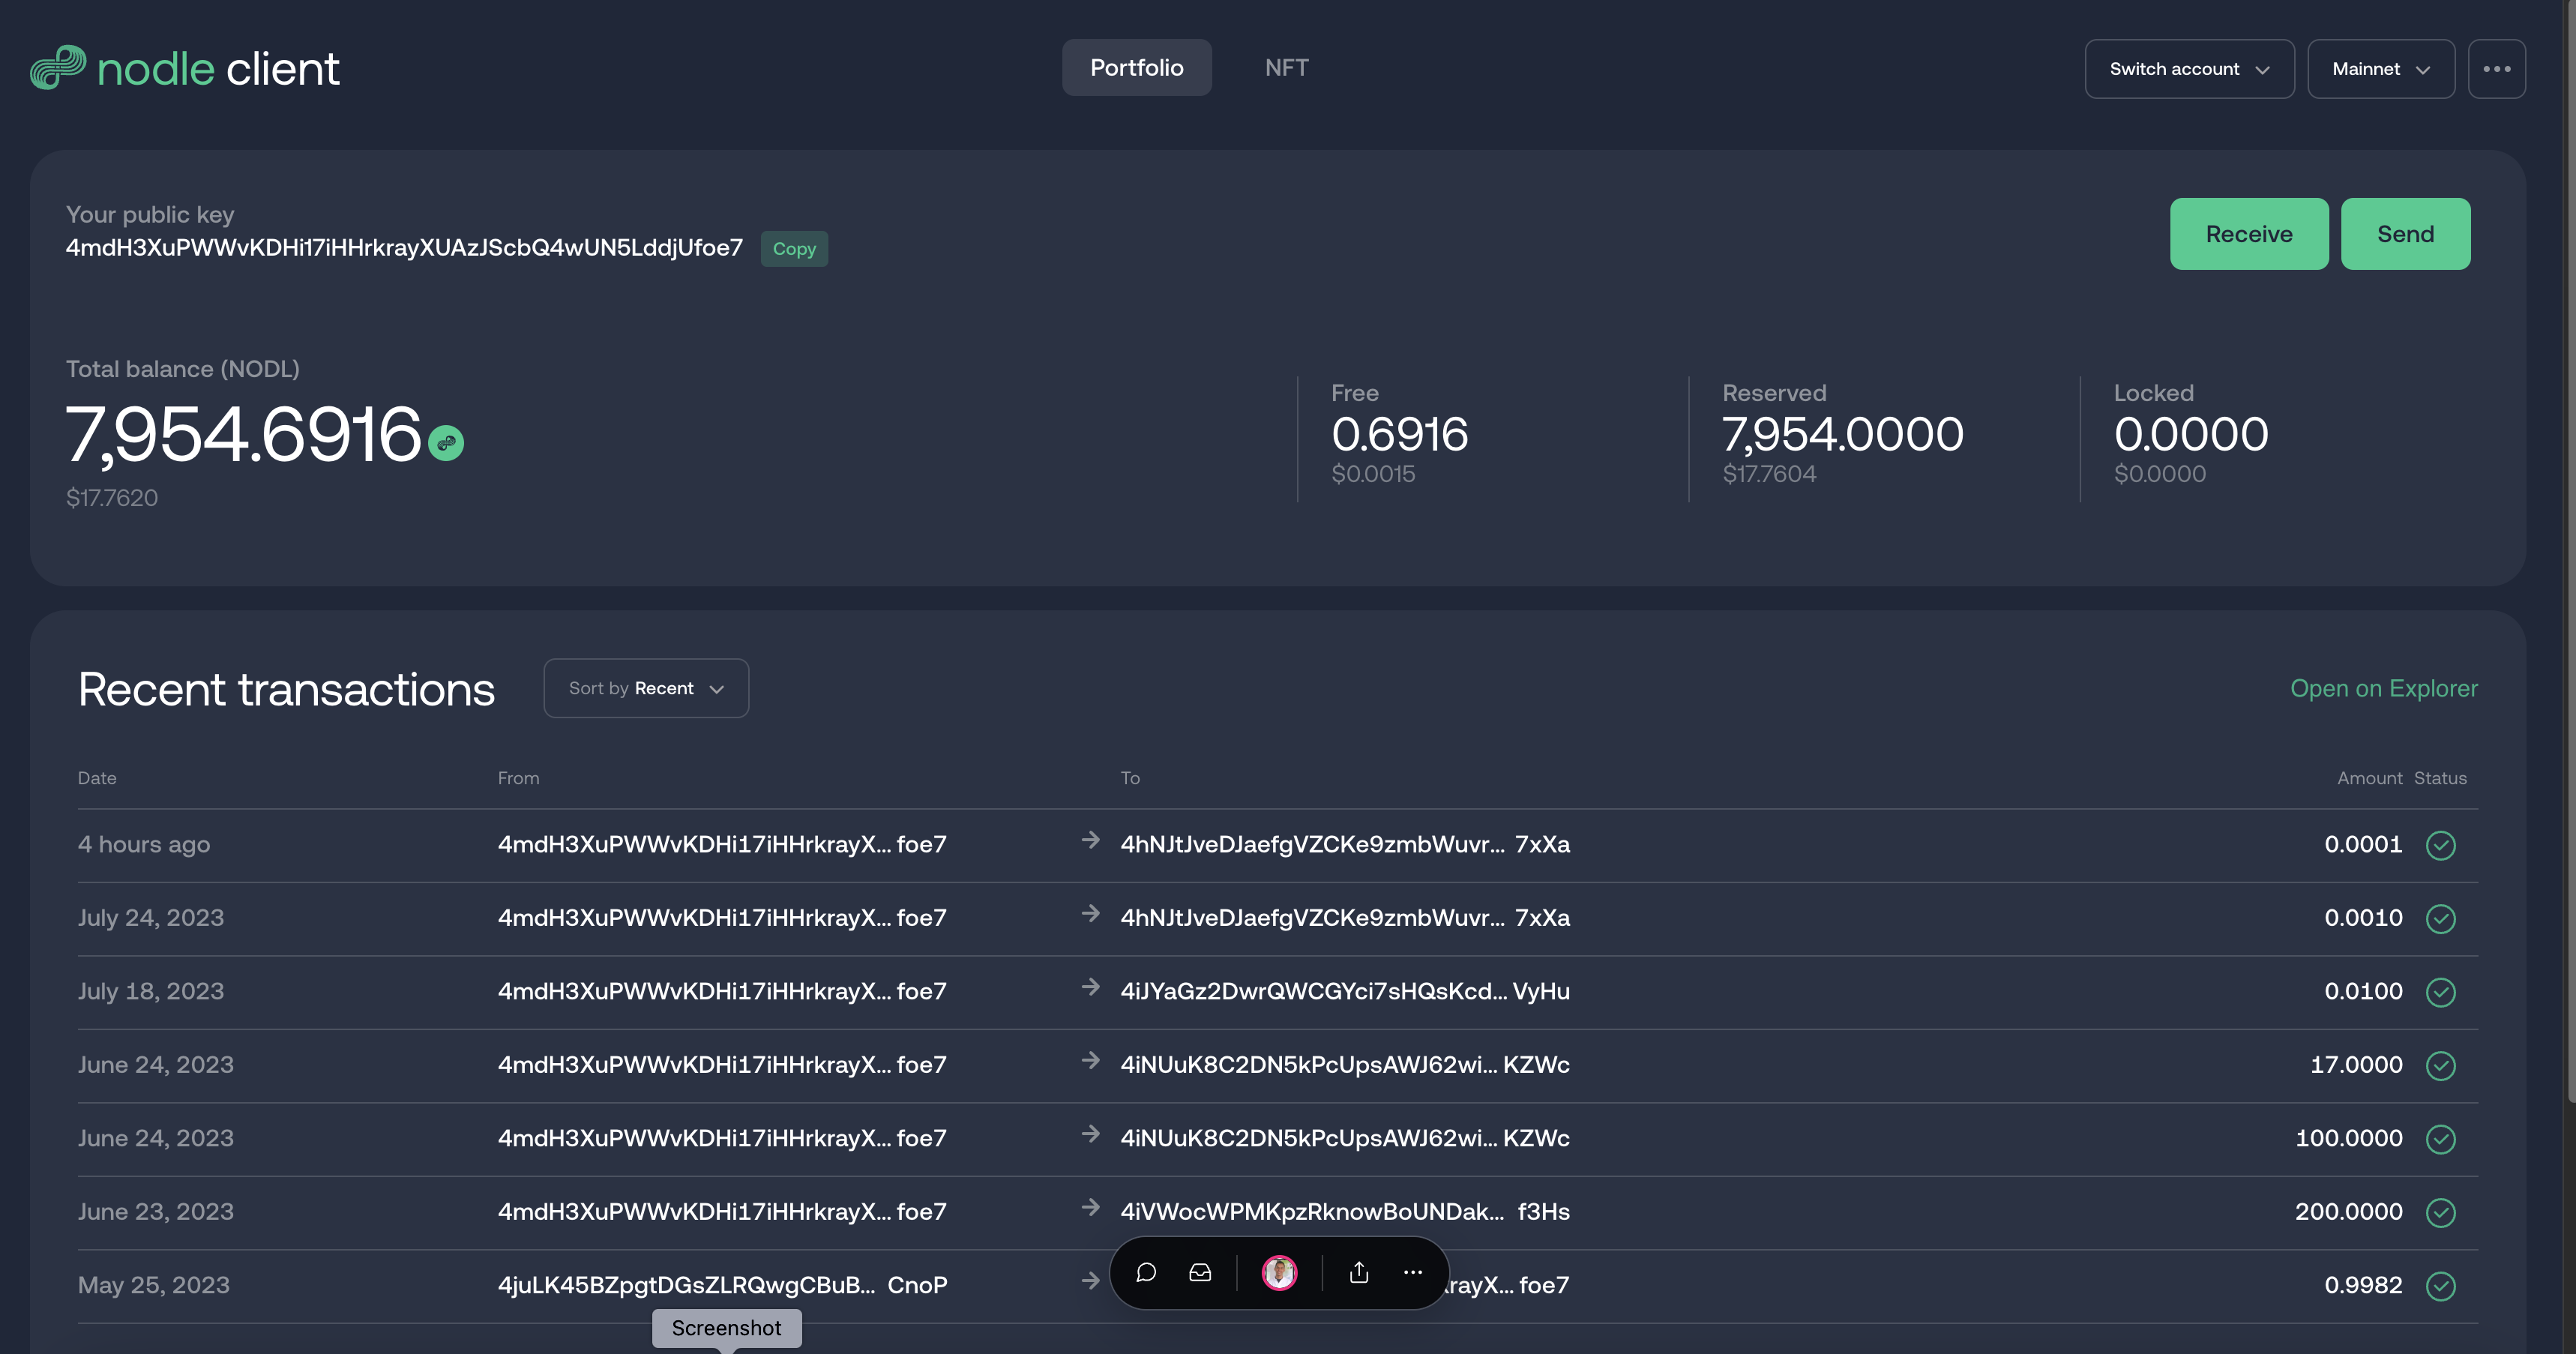 nodle client
Portfolio
NFT
Switch account
Mainnet
Your public key
4mdH3XuPWWvKDHi17iHHrkrayXUAzJScbQ4wUN5LddjUfoe7
Copy
Receive
Send
Total balance (NODL)
7,954.6916
$17.7620
Free
0.6916
$0.0015
Reserved
7,954.0000
$17.7604
Locked
0.0000
$0.0000
Recent transactions
Sort by Recent
Open on Explorer
Date From To Amount Status
4 hours ago 4mdH3XuPWWvKDHi17iHHrkrayX... foe7 → 4hNJtJveDJaefgVZCKe9zmbWuvr... 7xXa 0.0001
July 24, 2023 4mdH3XuPWWvKDHi17iHHrkrayX... foe7 → 4hNJtJveDJaefgVZCKe9zmbWuvr... 7xXa 0.0010
July 18, 2023 4mdH3XuPWWvKDHi17iHHrkrayX... foe7 → 4iJYaGz2DwrQWCGYci7sHQsKcd... VyHu 0.0100
June 24, 2023 4mdH3XuPWWvKDHi17iHHrkrayX... foe7 → 4iNUuK8C2DN5kPcUpsAWJ62wi... KZWc 17.0000
June 24, 2023 4mdH3XuPWWvKDHi17iHHrkrayX... foe7 → 4iNUuK8C2DN5kPcUpsAWJ62wi... KZWc 100.0000
June 23, 2023 4mdH3XuPWWvKDHi17iHHrkrayX... foe7 → 4iVWocWPMKpzRknowBoUNDak... f3Hs 200.0000
May 25, 2023 4juLK45BZpgtDGsZLRQwgCBuB... CnoP → rayX... foe7 0.9982
Screenshot